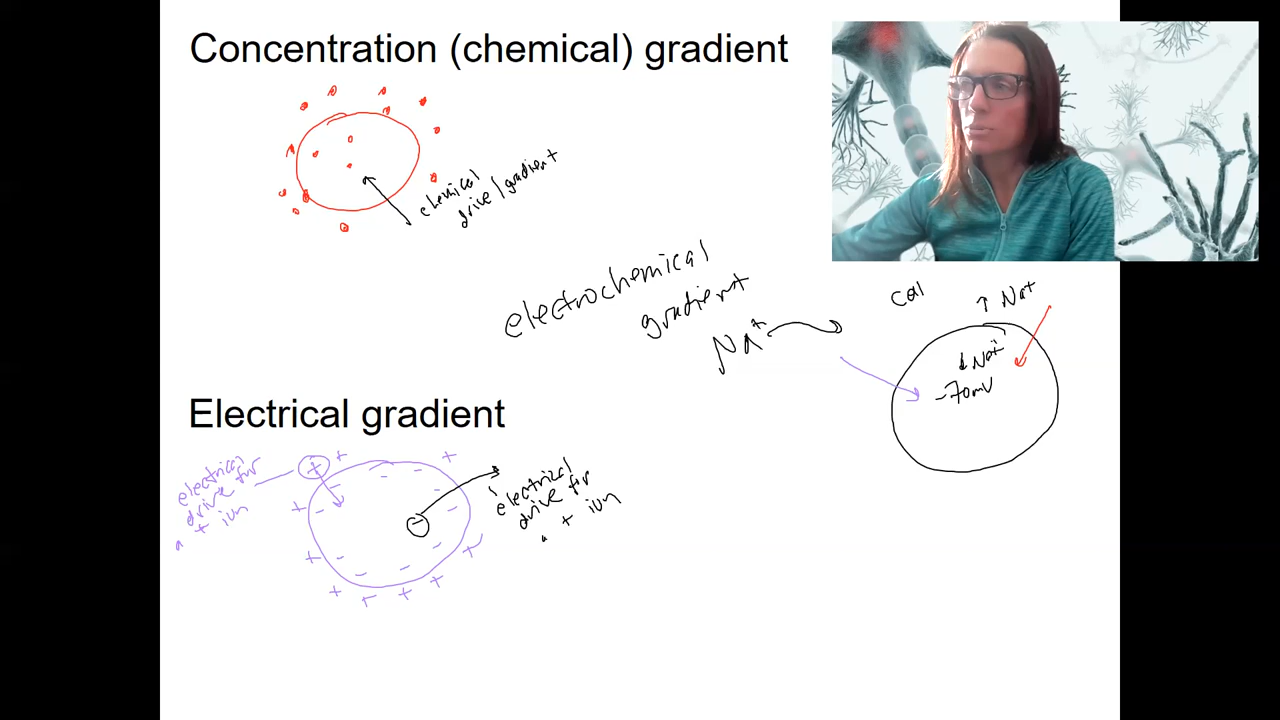 Concentration (chemical) gradient
chemical
drive / gradient
electrochemical
gradient
Na+
cell
↑ Na+
↓ Na+
-70mV
Electrical gradient
electrical
drive for
a + ion
electrical
drive for
a + ion